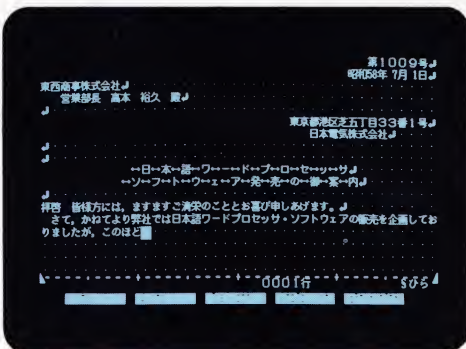 第1009号↲
昭和58年 7月 1日↲
東西商事株式会社↲
営業部長 高本 裕久 殿↲
↲
東京都港区芝五丁目33番1号↲
日本電気株式会社↲
↲
↲
↔日↔本↔語↔ワ↔ー↔ド↔プ↔ロ↔セ↔ッ↔サ↲
↔ソ↔フ↔ト↔ウ↔ェ↔ア↔発↔売↔の↔御↔案↔内↲
拝啓 皆様方には、ますますご清栄のこととお喜び申しあげます。↲
さて、かねてより弊社では日本語ワードプロセッサ・ソフトウェアの販売を企画してお
りましたが、このほど
0001行 Sひら